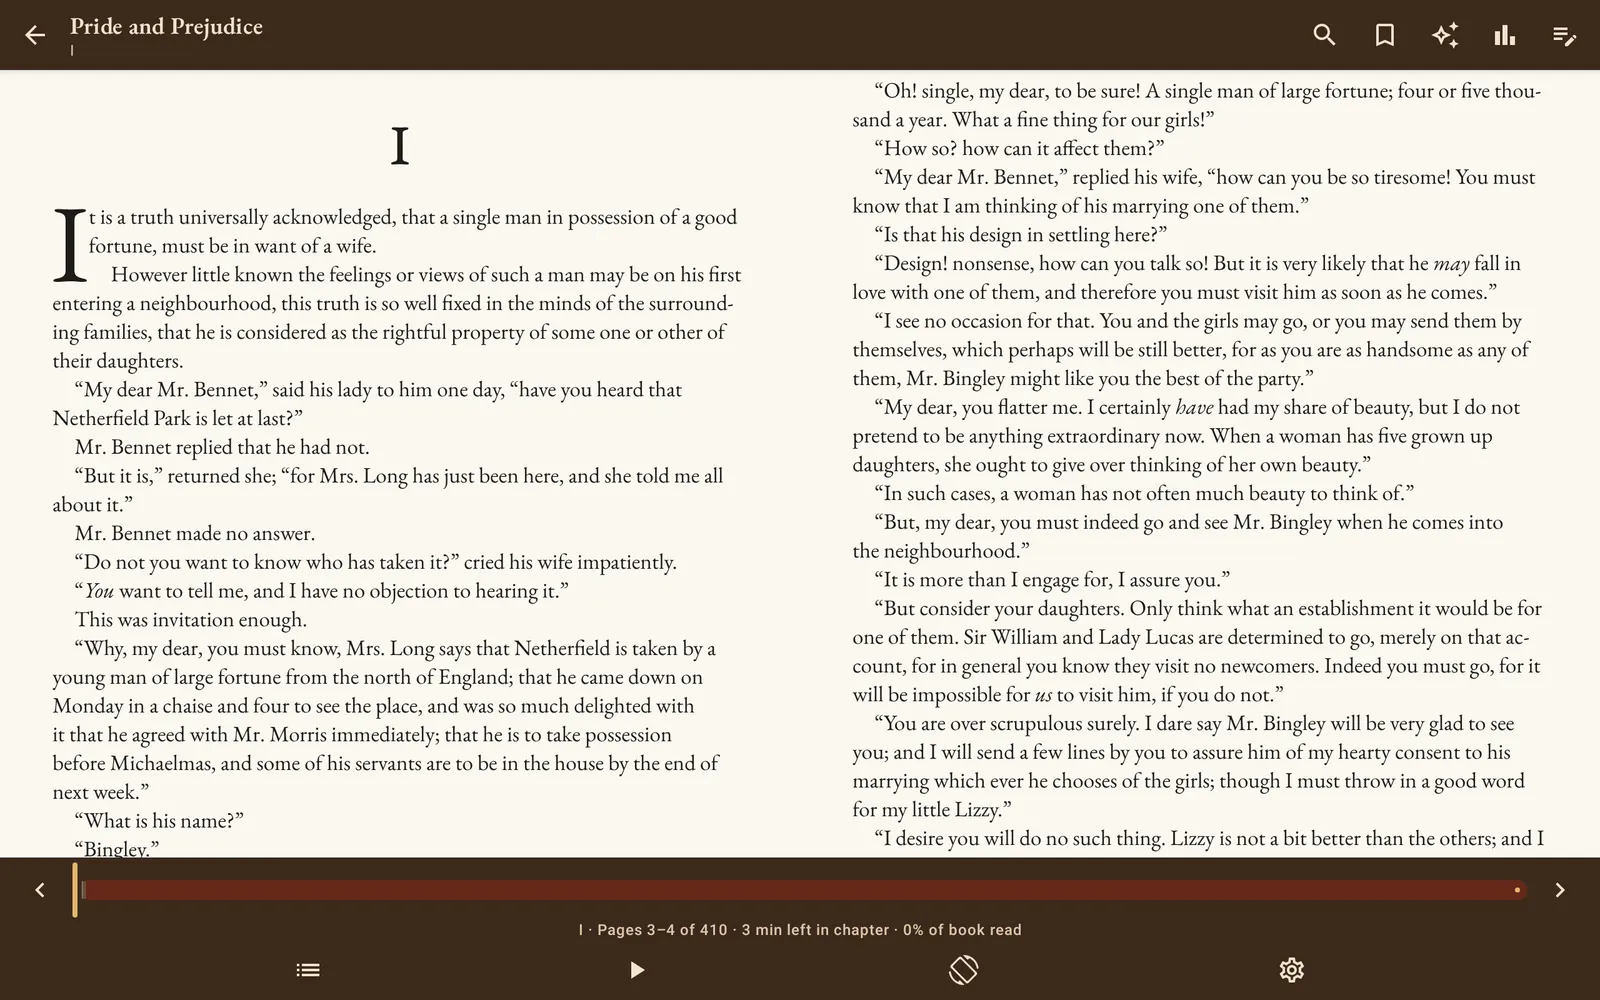 Pride and Prejudice
I
I
It is a truth universally acknowledged, that a single man in possession of a good
fortune, must be in want of a wife.
However little known the feelings or views of such a man may be on his first
entering a neighbourhood, this truth is so well fixed in the minds of the surround-
ing families, that he is considered as the rightful property of some one or other of
their daughters.
“My dear Mr. Bennet,” said his lady to him one day, “have you heard that
Netherfield Park is let at last?”
Mr. Bennet replied that he had not.
“But it is,” returned she; “for Mrs. Long has just been here, and she told me all
about it.”
Mr. Bennet made no answer.
“Do not you want to know who has taken it?” cried his wife impatiently.
“You want to tell me, and I have no objection to hearing it.”
This was invitation enough.
“Why, my dear, you must know, Mrs. Long says that Netherfield is taken by a
young man of large fortune from the north of England; that he came down on
Monday in a chaise and four to see the place, and was so much delighted with
it that he agreed with Mr. Morris immediately; that he is to take possession
before Michaelmas, and some of his servants are to be in the house by the end of
next week.”
“What is his name?”
“Bingley.”
“Oh! single, my dear, to be sure! A single man of large fortune; four or five thou-
sand a year. What a fine thing for our girls!”
“How so? how can it affect them?”
“My dear Mr. Bennet,” replied his wife, “how can you be so tiresome! You must
know that I am thinking of his marrying one of them.”
“Is that his design in settling here?”
“Design! nonsense, how can you talk so! But it is very likely that he may fall in
love with one of them, and therefore you must visit him as soon as he comes.”
“I see no occasion for that. You and the girls may go, or you may send them by
themselves, which perhaps will be still better, for as you are as handsome as any of
them, Mr. Bingley might like you the best of the party.”
“My dear, you flatter me. I certainly have had my share of beauty, but I do not
pretend to be anything extraordinary now. When a woman has five grown up
daughters, she ought to give over thinking of her own beauty.”
“In such cases, a woman has not often much beauty to think of.”
“But, my dear, you must indeed go and see Mr. Bingley when he comes into
the neighbourhood.”
“It is more than I engage for, I assure you.”
“But consider your daughters. Only think what an establishment it would be for
one of them. Sir William and Lady Lucas are determined to go, merely on that ac-
count, for in general you know they visit no newcomers. Indeed you must go, for it
will be impossible for us to visit him, if you do not.”
“You are over scrupulous surely. I dare say Mr. Bingley will be very glad to see
you; and I will send a few lines by you to assure him of my hearty consent to his
marrying which ever he chooses of the girls; though I must throw in a good word
for my little Lizzy.”
“I desire you will do no such thing. Lizzy is not a bit better than the others; and I
I · Pages 3–4 of 410 · 3 min left in chapter · 0% of book read